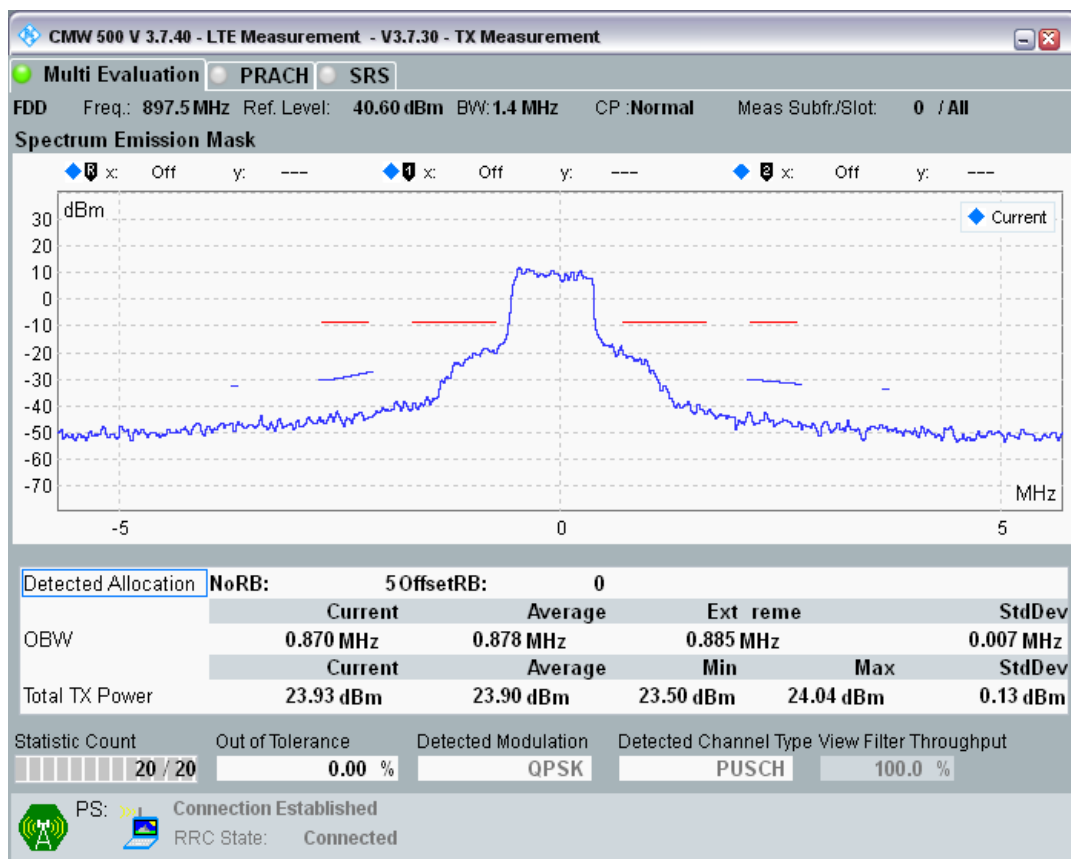 CMW 500 V 3.7.40 - LTE Measurement - V3.7.30 - TX Measurement
Multi Evaluation PRACH SRS
FDD Freq.: 897.5 MHz Ref. Level: 40.60 dBm BW: 1.4 MHz CP :Normal Meas Subfr./Slot: 0 / All
Spectrum Emission Mask
R x: Off y: --- 1 x: Off y: --- 2 x: Off y: ---
dBm
Current
30
20
10
0
-10
-20
-30
-40
-50
-60
-70
MHz
-5 0 5
Detected Allocation NoRB: 5 OffsetRB: 0
Current Average Ext reme StdDev
OBW 0.870 MHz 0.878 MHz 0.885 MHz 0.007 MHz
Current Average Min Max StdDev
Total TX Power 23.93 dBm 23.90 dBm 23.50 dBm 24.04 dBm 0.13 dBm
Statistic Count Out of Tolerance Detected Modulation Detected Channel Type View Filter Throughput
20 / 20 0.00 % QPSK PUSCH 100.0 %
PS: Connection Established
RRC State: Connected